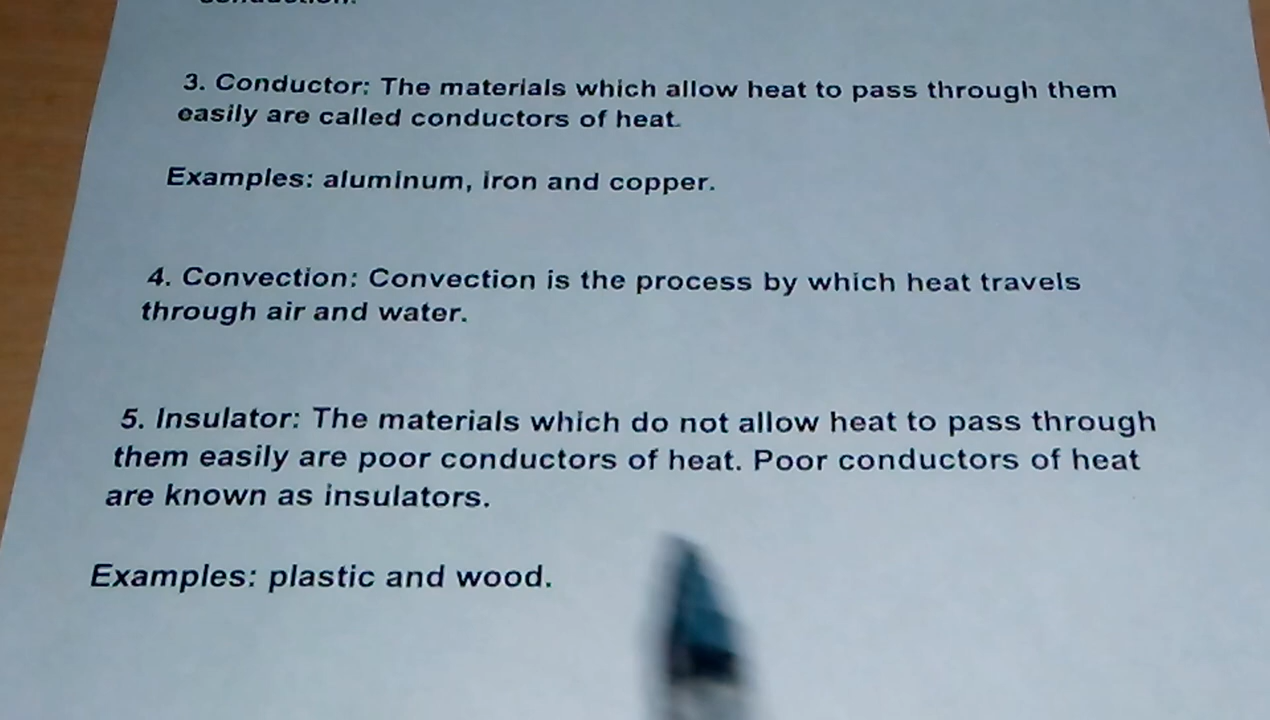 3. Conductor: The materials which allow heat to pass through them
easily are called conductors of heat.
Examples: aluminum, iron and copper.
4. Convection: Convection is the process by which heat travels
through air and water.
5. Insulator: The materials which do not allow heat to pass through
them easily are poor conductors of heat. Poor conductors of heat
are known as insulators.
Examples: plastic and wood.